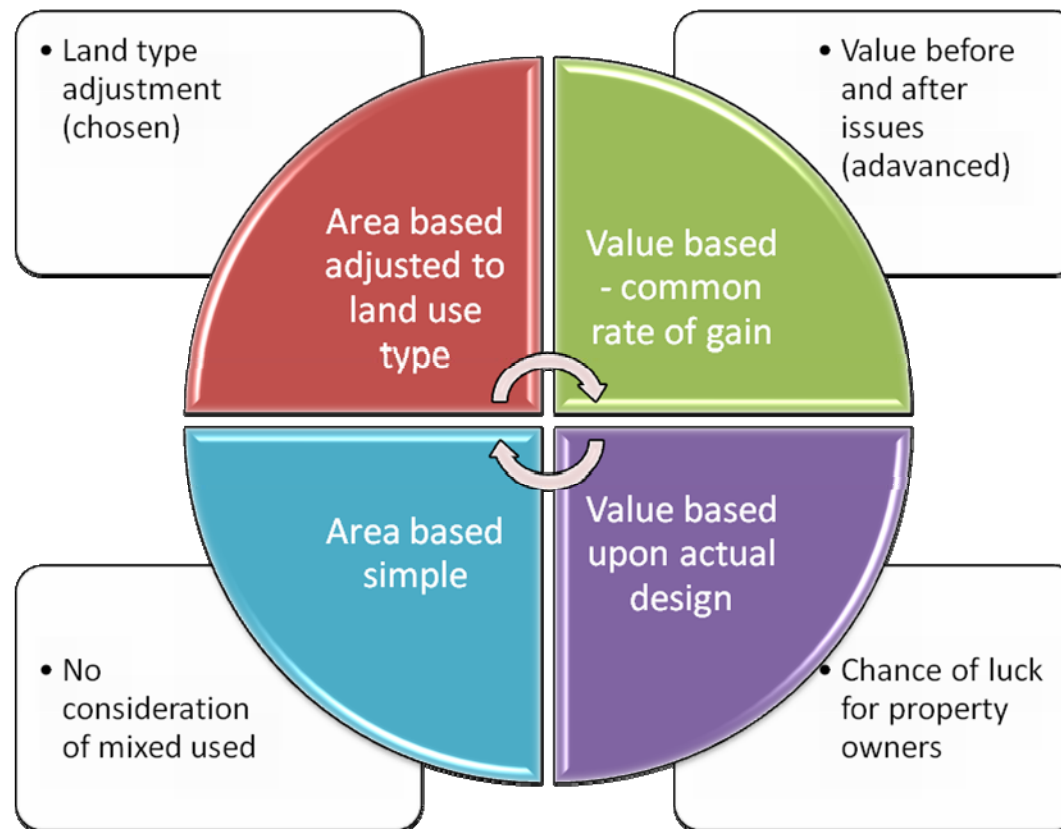 • Land type
adjustment
(chosen)
• Value before
and after
issues
(adavanced)
Area based
adjusted to
land use
type
Value based
- common
rate of gain
Area based
simple
Value based
upon actual
design
• No
consideration
of mixed used
• Chance of luck
for property
owners